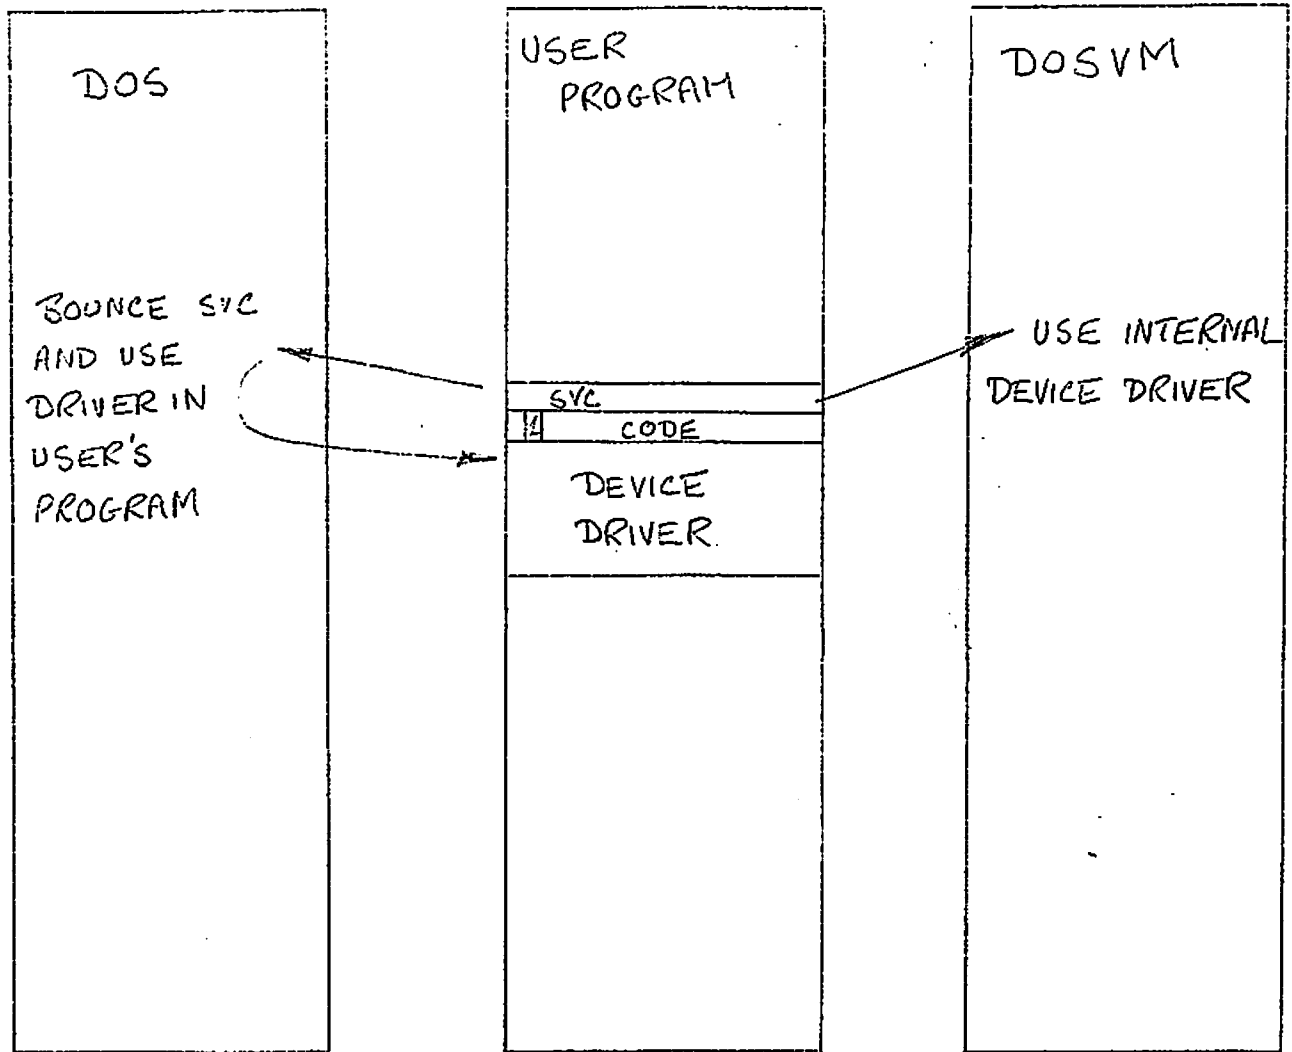 DOS
BOUNCE SVC
AND USE
DRIVER IN
USER'S
PROGRAM
USER
PROGRAM
SVC
CODE
DEVICE
DRIVER
DOSVM
USE INTERNAL
DEVICE DRIVER